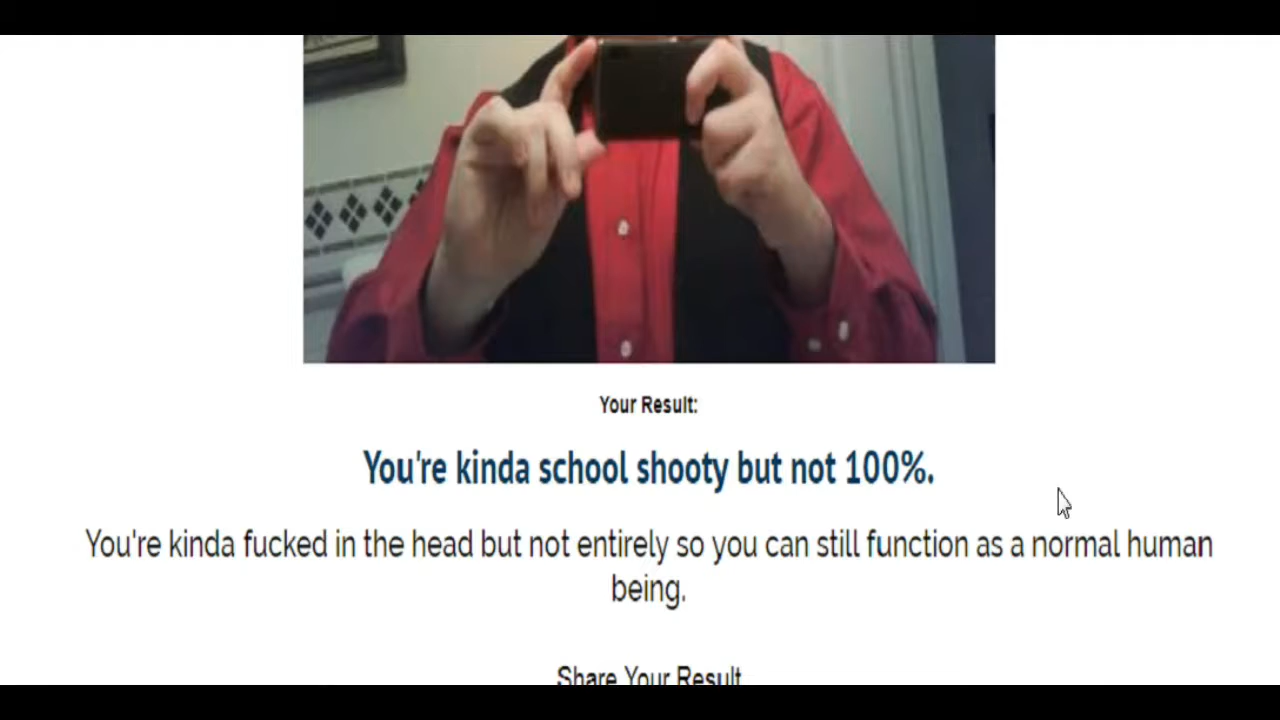 Your Result:
You're kinda school shooty but not 100%.
You're kinda fucked in the head but not entirely so you can still function as a normal human
being.
Share Your Result